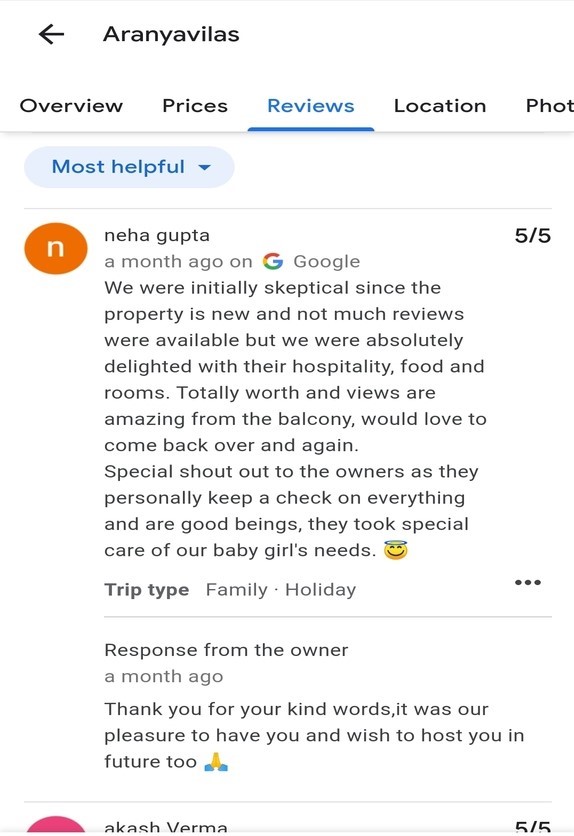 Aranyavilas
Overview Prices Reviews Location Phot
Most helpful
n
neha gupta 5/5
a month ago on G Google
We were initially skeptical since the
property is new and not much reviews
were available but we were absolutely
delighted with their hospitality, food and
rooms. Totally worth and views are
amazing from the balcony, would love to
come back over and again.
Special shout out to the owners as they
personally keep a check on everything
and are good beings, they took special
care of our baby girl's needs. 😇
Trip type Family · Holiday
Response from the owner
a month ago
Thank you for your kind words,it was our
pleasure to have you and wish to host you in
future too 🙏
akash Verma 5/5